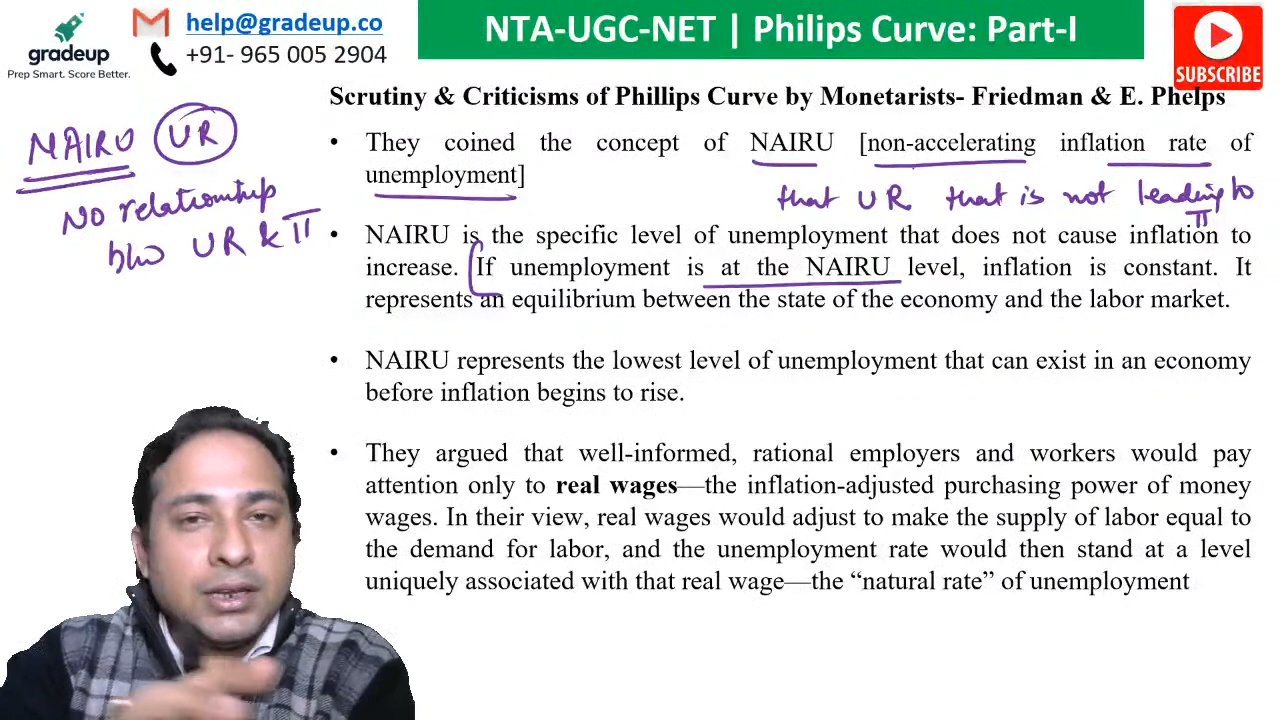 gradeup
Prep Smart. Score Better.
help@gradeup.co
+91- 965 005 2904
NTA-UGC-NET | Philips Curve: Part-I
SUBSCRIBE
Scrutiny & Criticisms of Phillips Curve by Monetarists- Friedman & E. Phelps
NAIRU UR
No relationship
b/w UR & π
• They coined the concept of NAIRU [non-accelerating inflation rate of
unemployment]
that UR that is not leading to
π
• NAIRU is the specific level of unemployment that does not cause inflation to
increase. [If unemployment is at the NAIRU level, inflation is constant. It
represents an equilibrium between the state of the economy and the labor market.
• NAIRU represents the lowest level of unemployment that can exist in an economy
before inflation begins to rise.
• They argued that well-informed, rational employers and workers would pay
attention only to real wages—the inflation-adjusted purchasing power of money
wages. In their view, real wages would adjust to make the supply of labor equal to
the demand for labor, and the unemployment rate would then stand at a level
uniquely associated with that real wage—the “natural rate” of unemployment